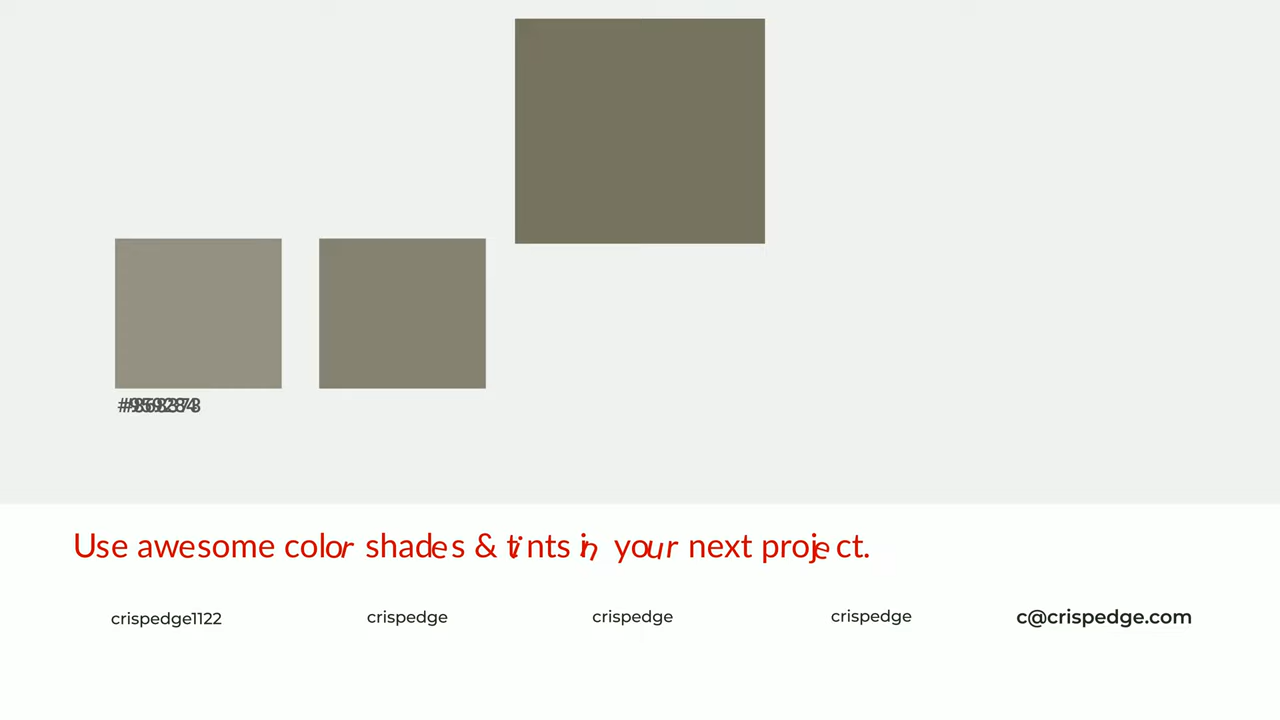 Use awesome color shades & tints in your next project.
crispedge1122 crispedge crispedge crispedge c@crispedge.com